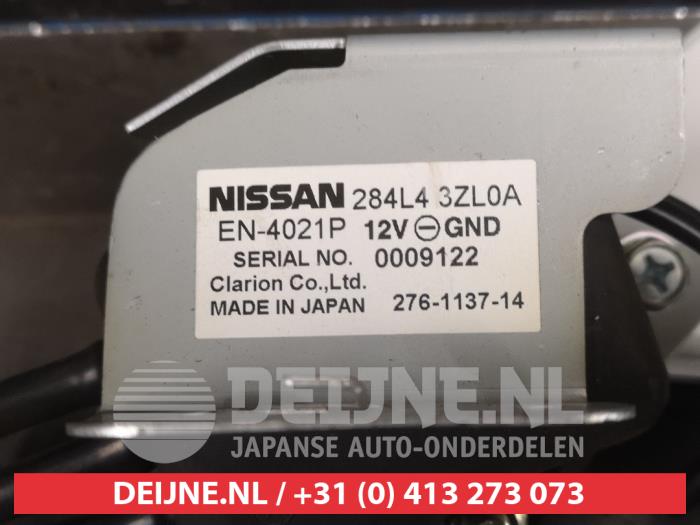 NISSAN 284L4 3ZL0A
EN-4021P 12V ⊖ GND
SERIAL NO. 0009122
Clarion Co.,Ltd.
MADE IN JAPAN 276-1137-14
DEIJNE.NL
JAPANSE AUTO-ONDERDELEN
DEIJNE.NL / +31 (0) 413 273 073